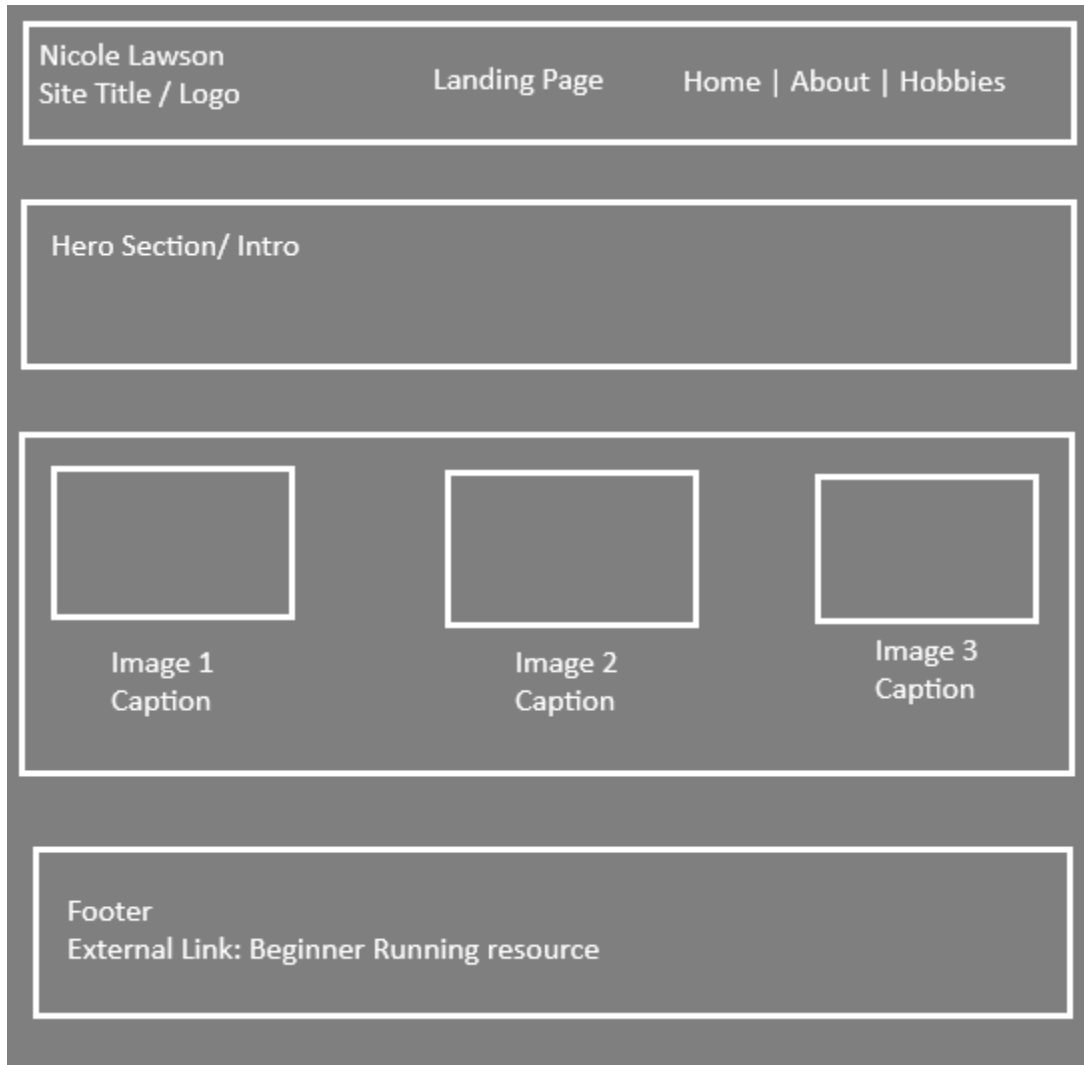 Nicole Lawson
Site Title / Logo
Landing Page
Home | About | Hobbies
Hero Section/ Intro
Image 1
Caption
Image 2
Caption
Image 3
Caption
Footer
External Link: Beginner Running resource